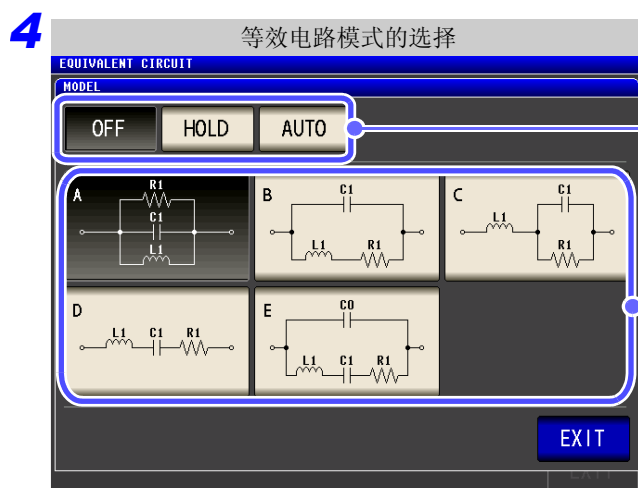 4
等效电路模式的选择
EQUIVALENT CIRCUIT
MODEL
OFF HOLD AUTO
A R1 C1 L1
B C1 L1 R1
C C1 L1 R1
D L1 C1 R1
E C0 L1 C1 R1
EXIT
EXIT